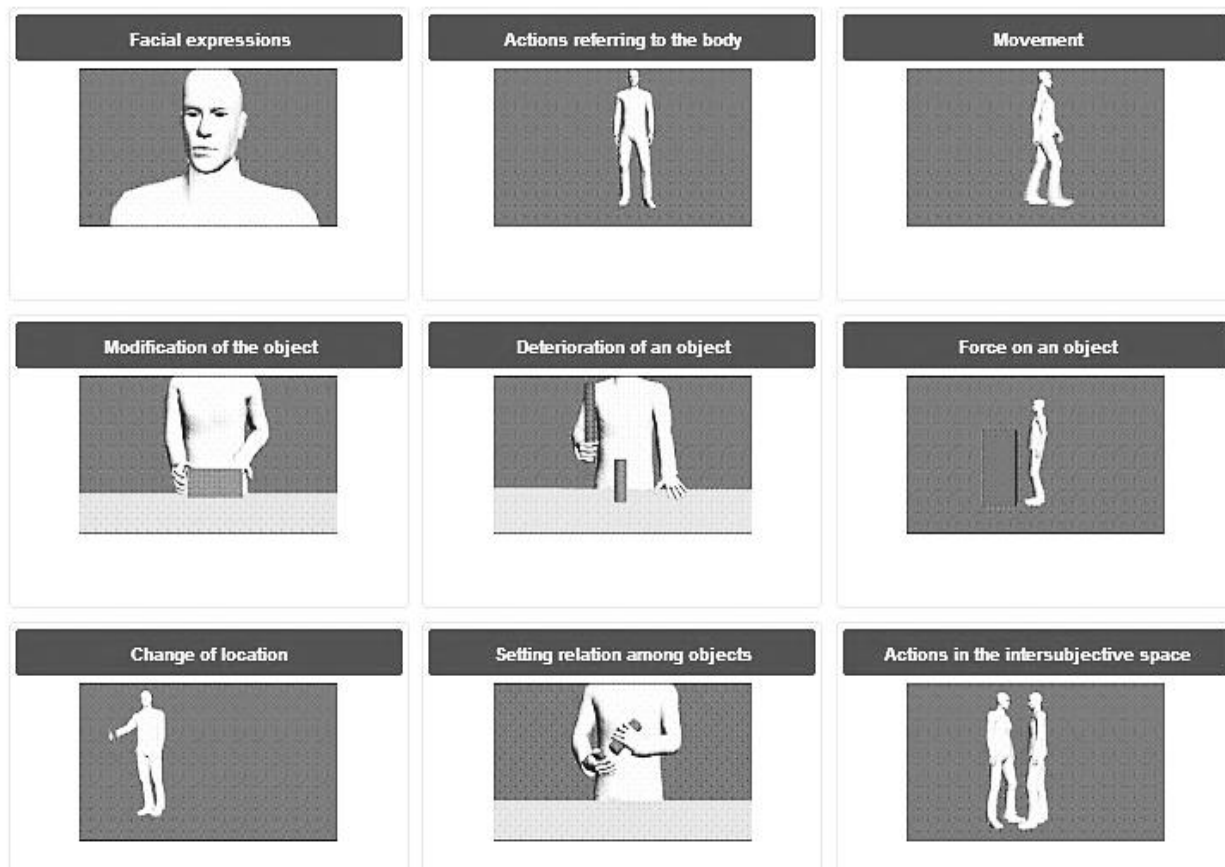 Facial expressions
Actions referring to the body
Movement
Modification of the object
Deterioration of an object
Force on an object
Change of location
Setting relation among objects
Actions in the intersubjective space